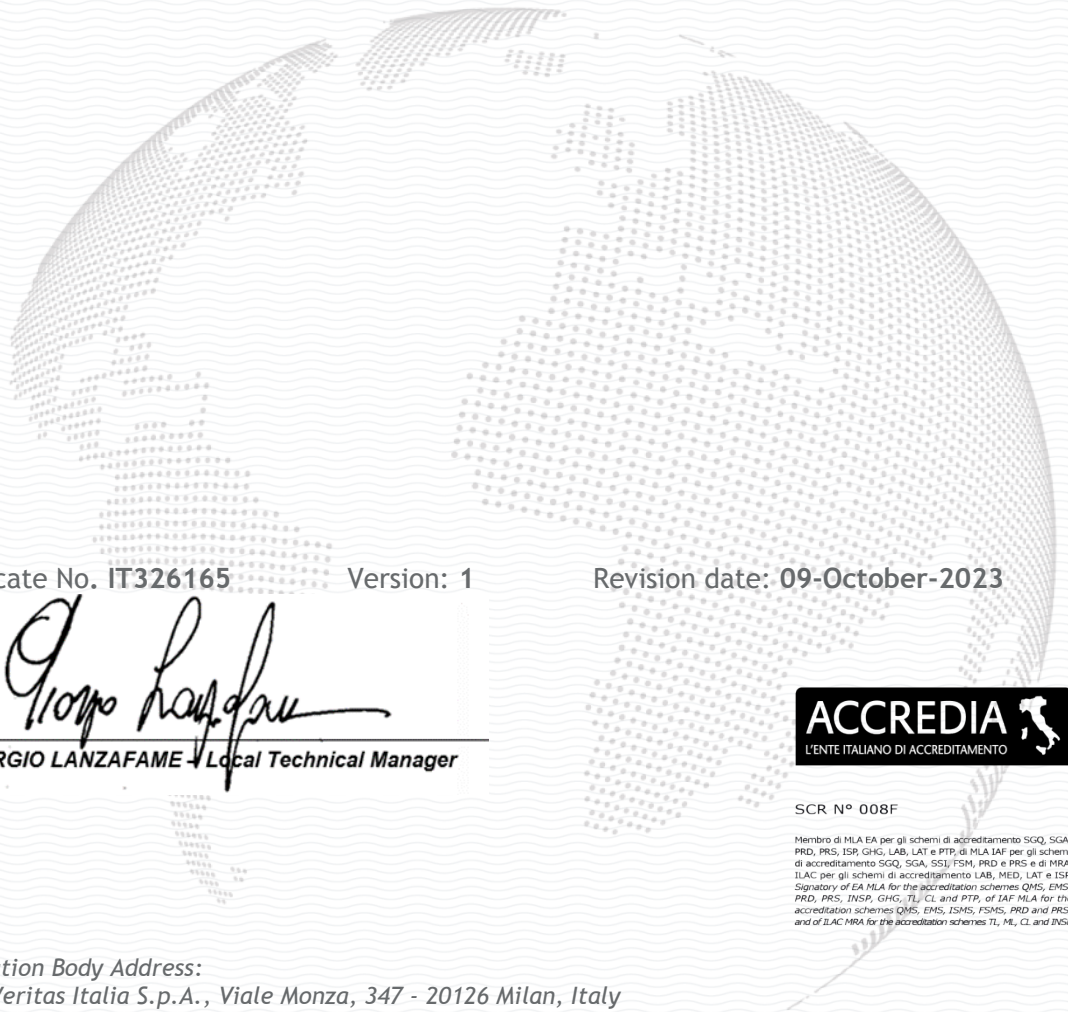 cate No. IT326165 Version: 1 Revision date: 09-October-2023
RGIO LANZAFAME - Local Technical Manager
ACCREDIA
L'ENTE ITALIANO DI ACCREDITAMENTO
SCR N° 008F
Membro di MLA EA per gli schemi di accreditamento SGQ, SGA
PRD, PRS, ISP, GHG, LAB, LAT e PTP, di MLA IAF per gli schem
di accreditamento SGQ, SGA, SSI, FSM, PRD e PRS e di MRA
ILAC per gli schemi di accreditamento LAB, MED, LAT e ISP
Signatory of EA MLA for the accreditation schemes QMS, EMS
PRD, PRS, INSP, GHG, TL, CL and PTP, of IAF MLA for the
accreditation schemes QMS, EMS, ISMS, FSMS, PRD and PRS
and of ILAC MRA for the accreditation schemes TL, ML, CL and INSP
tion Body Address:
Veritas Italia S.p.A., Viale Monza, 347 - 20126 Milan, Italy